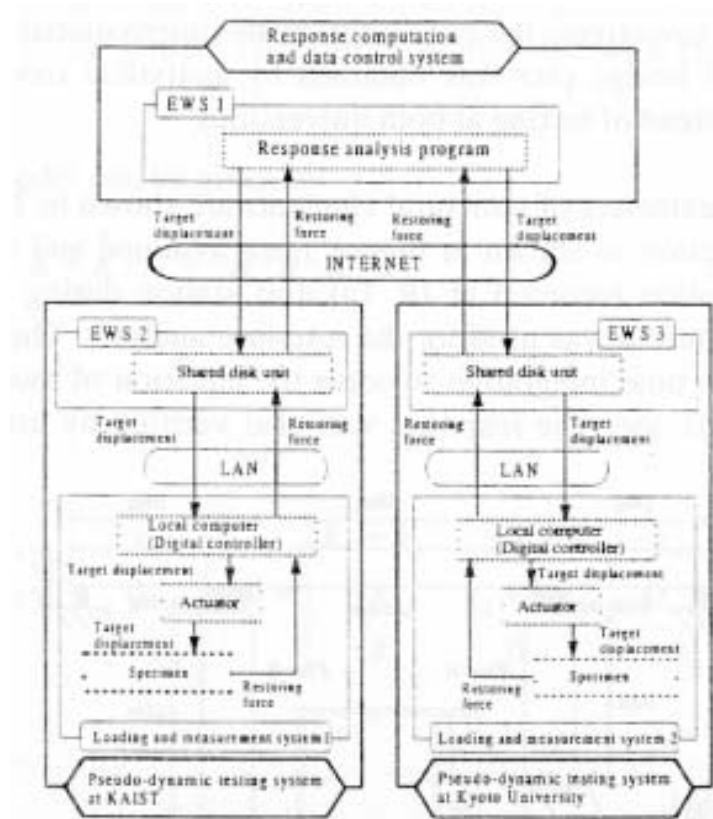 Response computation
and data control system
EWS 1
Response analysis program
Target
displacement
Restoring
force
Restoring
force
Target
displacement
INTERNET
EWS 2
Shared disk unit
Target
displacement
Restoring
force
LAN
Local computer
(Digital controller)
Target displacement
Actuator
Target
displacement
Specimen
Restoring
force
Loading and measurement system1
Pseudo-dynamic testing system
at KAIST
EWS 3
Shared disk unit
Restoring
force
Target
displacement
LAN
Local computer
(Digital controller)
Target displacement
Actuator
Target
displacement
Specimen
Restoring
force
Loading and measurement system 2
Pseudo-dynamic testing system
at Kyoto University